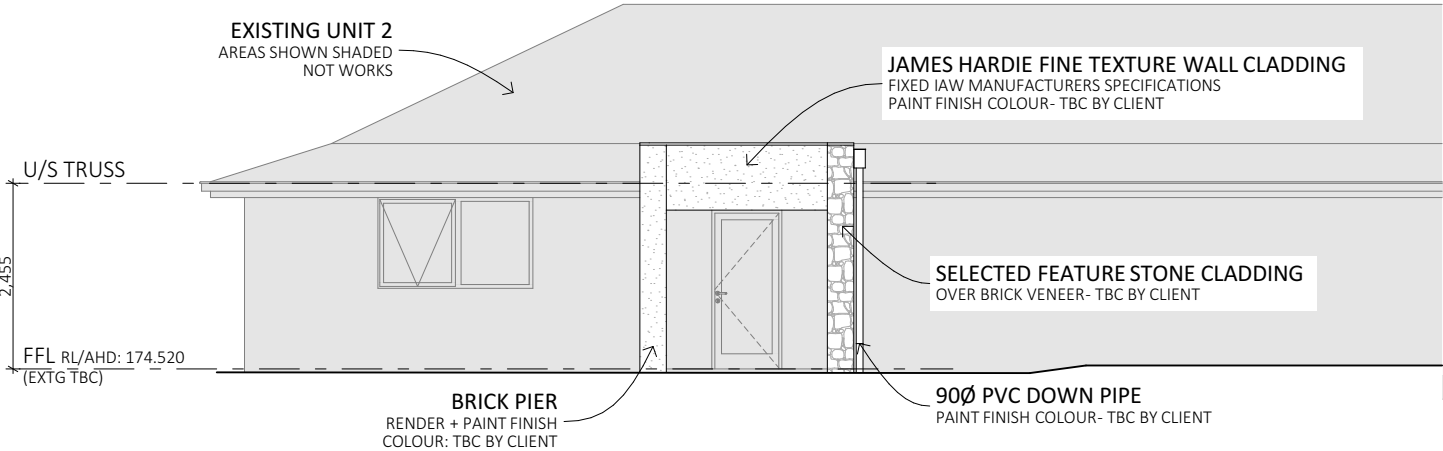 EXISTING UNIT 2
AREAS SHOWN SHADED
NOT WORKS
JAMES HARDIE FINE TEXTURE WALL CLADDING
FIXED IAW MANUFACTURERS SPECIFICATIONS
PAINT FINISH COLOUR- TBC BY CLIENT
U/S TRUSS
2,455
SELECTED FEATURE STONE CLADDING
OVER BRICK VENEER- TBC BY CLIENT
FFL RL/AHD: 174.520
(EXTG TBC)
BRICK PIER
RENDER + PAINT FINISH
COLOUR: TBC BY CLIENT
90Ø PVC DOWN PIPE
PAINT FINISH COLOUR- TBC BY CLIENT